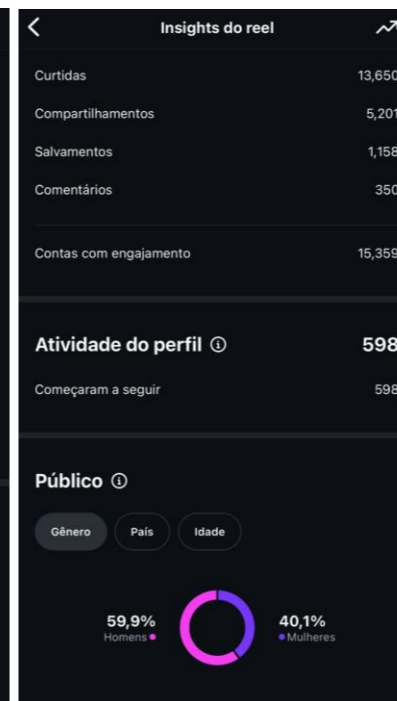 Insights do reel
Curtidas 13,650
Compartilhamentos 5,201
Salvamentos 1,158
Comentários 350
Contas com engajamento 15,359
Atividade do perfil 598
Começaram a seguir 598
Público
Gênero País Idade
59,9% 40,1%
Homens Mulheres